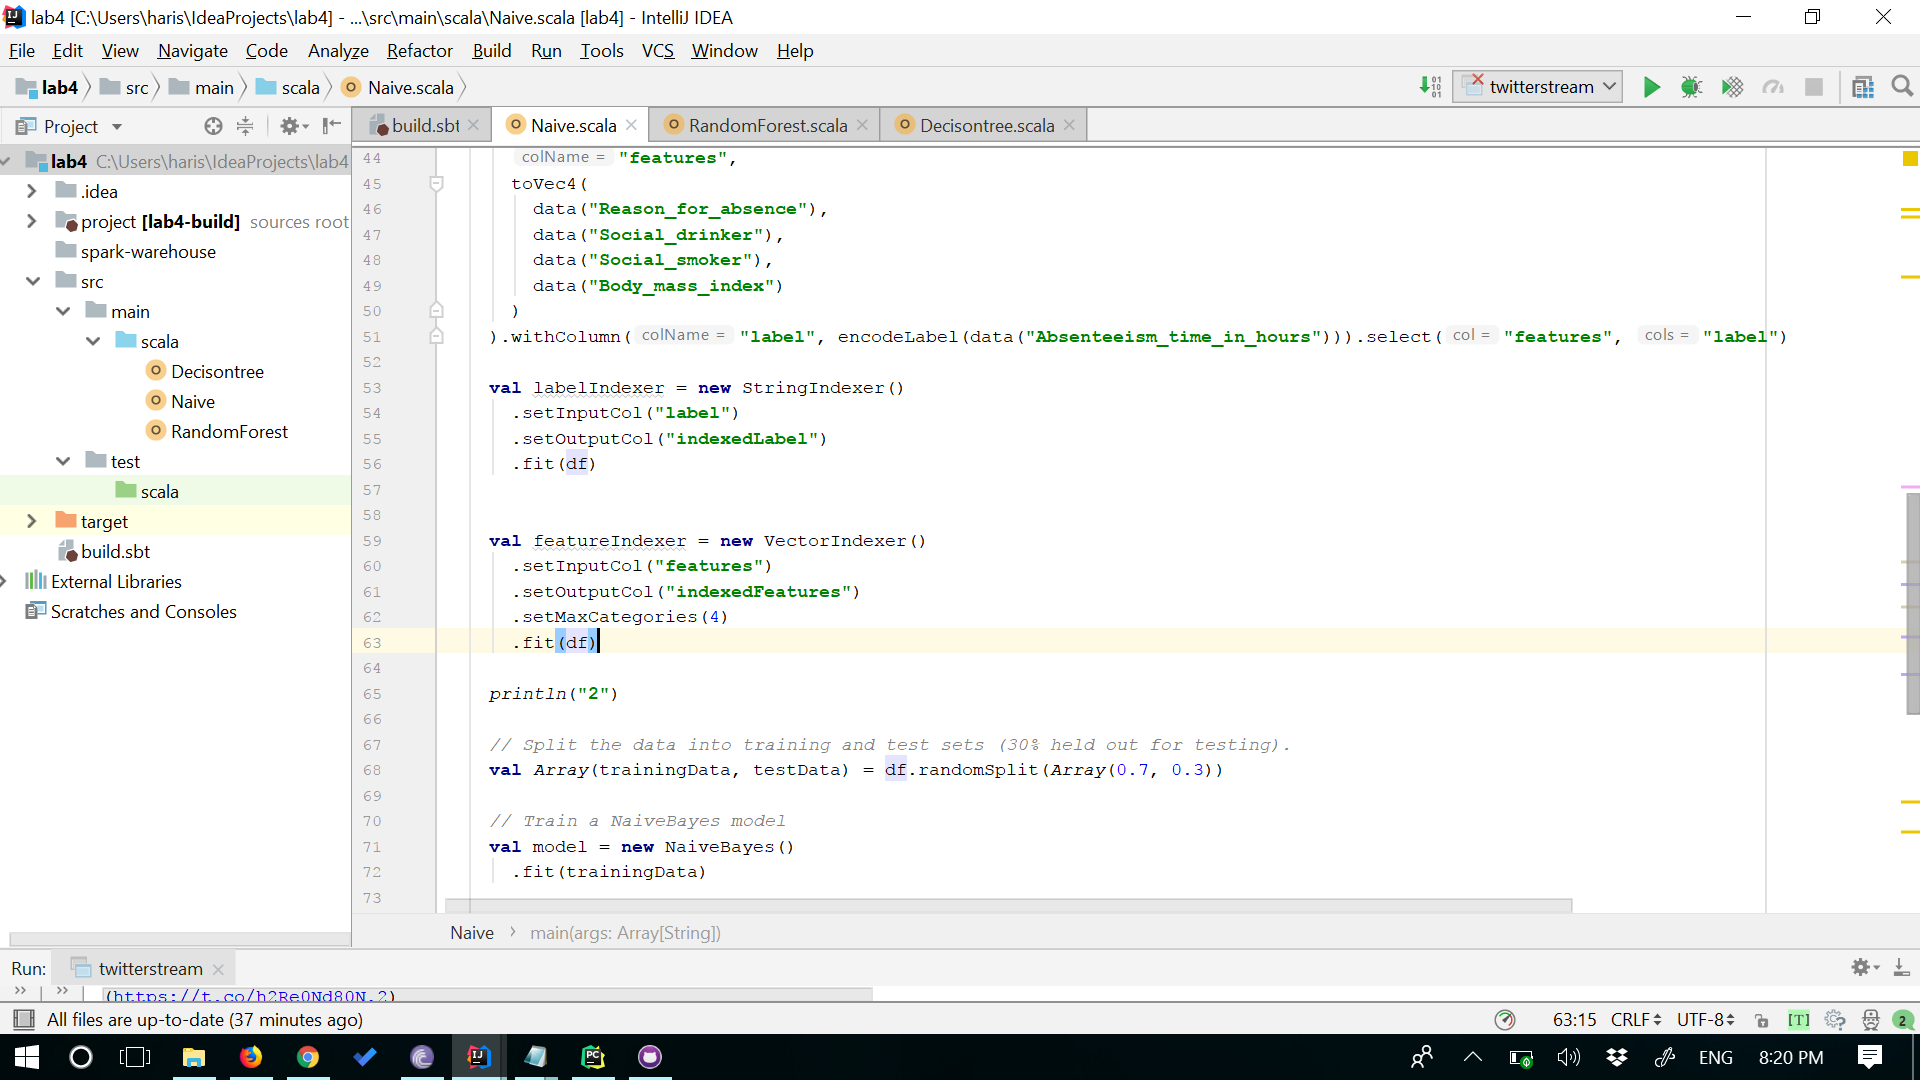 lab4 [C:\Users\haris\IdeaProjects\lab4] - ...\src\main\scala\Naive.scala [lab4] - IntelliJ IDEA
File Edit View Navigate Code Analyze Refactor Build Run Tools VCS Window Help
lab4 src main scala Naive.scala twitterstream
Project build.sbt Naive.scala RandomForest.scala Decisontree.scala
lab4 C:\Users\haris\IdeaProjects\lab4
.idea
project [lab4-build] sources root
spark-warehouse
src
main
scala
Decisontree
Naive
RandomForest
test
scala
target
build.sbt
External Libraries
Scratches and Consoles
44 colName = "features",
45 toVec4(
46 data("Reason_for_absence"),
47 data("Social_drinker"),
48 data("Social_smoker"),
49 data("Body_mass_index")
50 )
51 ).withColumn( colName = "label", encodeLabel(data("Absenteeism_time_in_hours"))).select( col = "features", cols = "label")
52
53 val labelIndexer = new StringIndexer()
54 .setInputCol("label")
55 .setOutputCol("indexedLabel")
56 .fit(df)
57
58
59 val featureIndexer = new VectorIndexer()
60 .setInputCol("features")
61 .setOutputCol("indexedFeatures")
62 .setMaxCategories(4)
63 .fit(df)
64
65 println("2")
66
67 // Split the data into training and test sets (30% held out for testing).
68 val Array(trainingData, testData) = df.randomSplit(Array(0.7, 0.3))
69
70 // Train a NaiveBayes model
71 val model = new NaiveBayes()
72 .fit(trainingData)
73
Naive main(args: Array[String])
Run: twitterstream
(https://t.co/h2Re0Nd80N,2)
All files are up-to-date (37 minutes ago) 63:15 CRLF UTF-8 [T] 2
ENG 8:20 PM